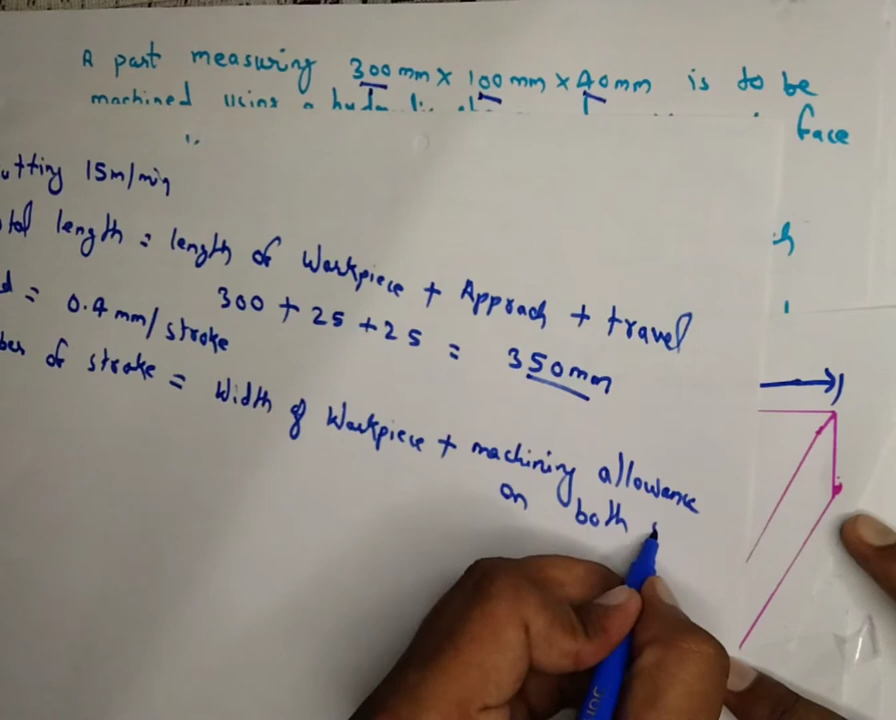 A part measuring 300 mm x 100 mm x 40 mm is to be
machined using a
face
utting 15m/min
tal length = length of Workpiece + Approach + travel
300 + 25 + 25 = 350mm
d = 0.4 mm/stroke
ber of stroke = Width of Workpiece + machining allowance
on both